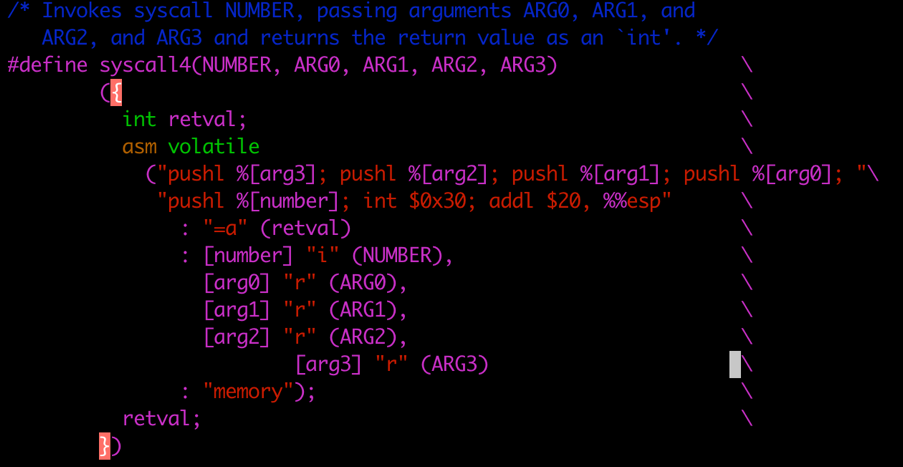 /* Invokes syscall NUMBER, passing arguments ARG0, ARG1, and
   ARG2, and ARG3 and returns the return value as an `int'. */
#define syscall4(NUMBER, ARG0, ARG1, ARG2, ARG3)                \
        ({                                                      \
          int retval;                                           \
          asm volatile                                          \
            ("pushl %[arg3]; pushl %[arg2]; pushl %[arg1]; pushl %[arg0]; "\
             "pushl %[number]; int $0x30; addl $20, %%esp"      \
               : "=a" (retval)                                  \
               : [number] "i" (NUMBER),                         \
                 [arg0] "r" (ARG0),                             \
                 [arg1] "r" (ARG1),                             \
                 [arg2] "r" (ARG2),                             \
                         [arg3] "r" (ARG3)                      \
               : "memory");                                     \
          retval;                                               \
        })